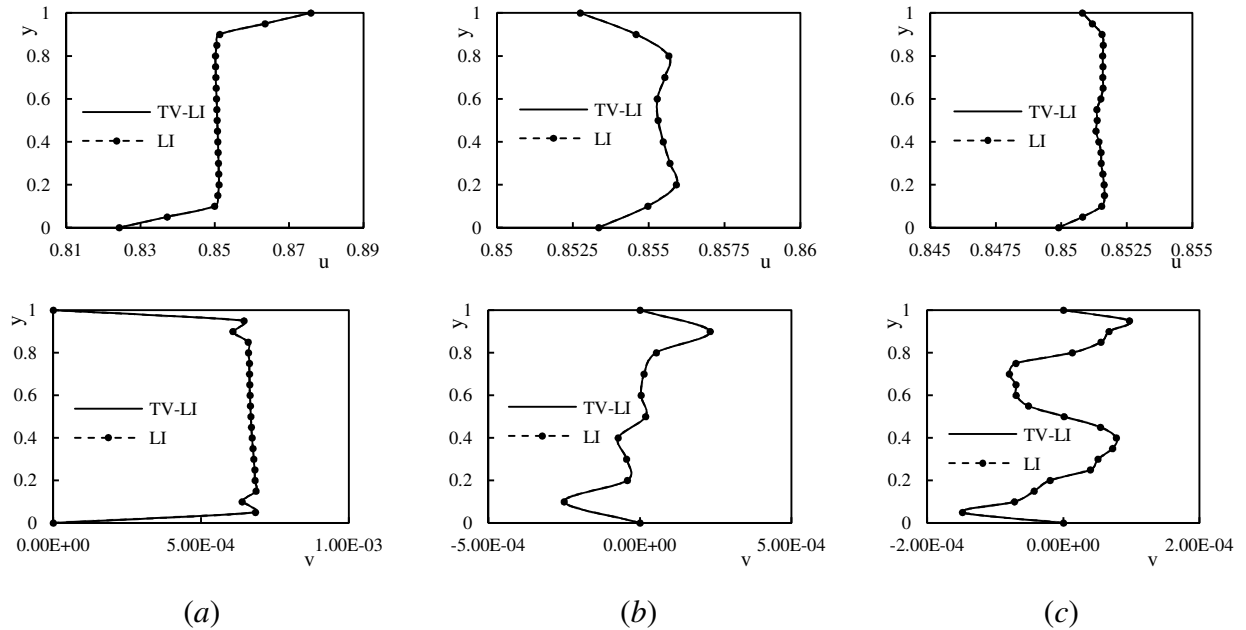 y
1
0.8
0.6
0.4
0.2
0
TV-LI
LI
0.81 0.83 0.85 0.87 0.89
u
y
1
0.8
0.6
0.4
0.2
0
TV-LI
LI
0.85 0.8525 0.855 0.8575 0.86
u
y
1
0.8
0.6
0.4
0.2
0
TV-LI
LI
0.845 0.8475 0.85 0.8525 0.855
u
y
1
0.8
0.6
0.4
0.2
0
TV-LI
LI
0.00E+00 5.00E-04 1.00E-03
v
y
1
0.8
0.6
0.4
0.2
0
TV-LI
LI
-5.00E-04 0.00E+00 5.00E-04
v
y
1
0.8
0.6
0.4
0.2
0
TV-LI
LI
-2.00E-04 0.00E+00 2.00E-04
v
(a) (b) (c)